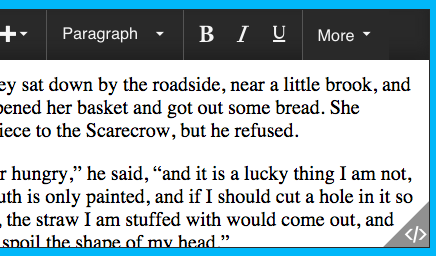 Paragraph B I U More
ey sat down by the roadside, near a little brook, and
pened her basket and got out some bread. She
iece to the Scarecrow, but he refused.
r hungry,” he said, “and it is a lucky thing I am not,
uth is only painted, and if I should cut a hole in it so
, the straw I am stuffed with would come out, and
spoil the shape of my head.”